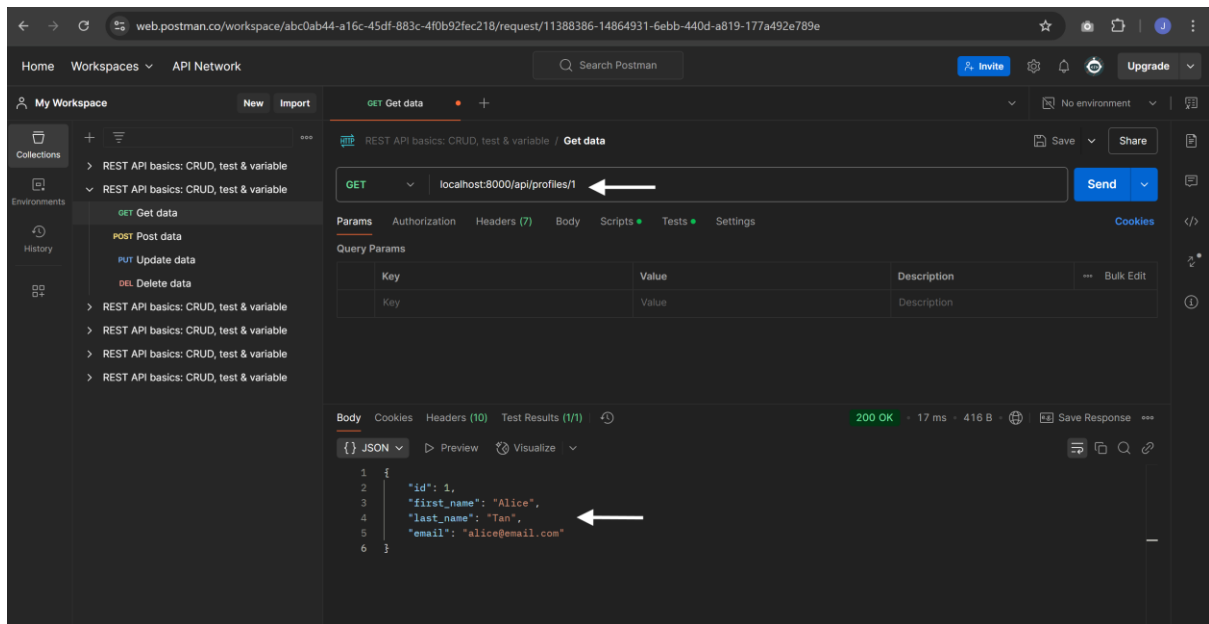 web.postman.co/workspace/abc0ab44-a16c-45df-883c-4f0b92fec218/request/11388386-14864931-6ebb-440d-a819-177a492e789e
J
Home Workspaces API Network Search Postman Invite Upgrade
My Workspace New Import GET Get data No environment
Collections
Environments
History
REST API basics: CRUD, test & variable
REST API basics: CRUD, test & variable
GET Get data
POST Post data
PUT Update data
DEL Delete data
REST API basics: CRUD, test & variable
REST API basics: CRUD, test & variable
REST API basics: CRUD, test & variable
REST API basics: CRUD, test & variable
HTTP REST API basics: CRUD, test & variable / Get data Save Share
GET localhost:8000/api/profiles/1 Send
Params Authorization Headers (7) Body Scripts Tests Settings Cookies
Query Params
Key Value Description Bulk Edit
Key Value Description
Body Cookies Headers (10) Test Results (1/1) 200 OK 17 ms 416 B Save Response
{} JSON Preview Visualize
1 {
2 "id": 1,
3 "first_name": "Alice",
4 "last_name": "Tan",
5 "email": "alice@email.com"
6 }